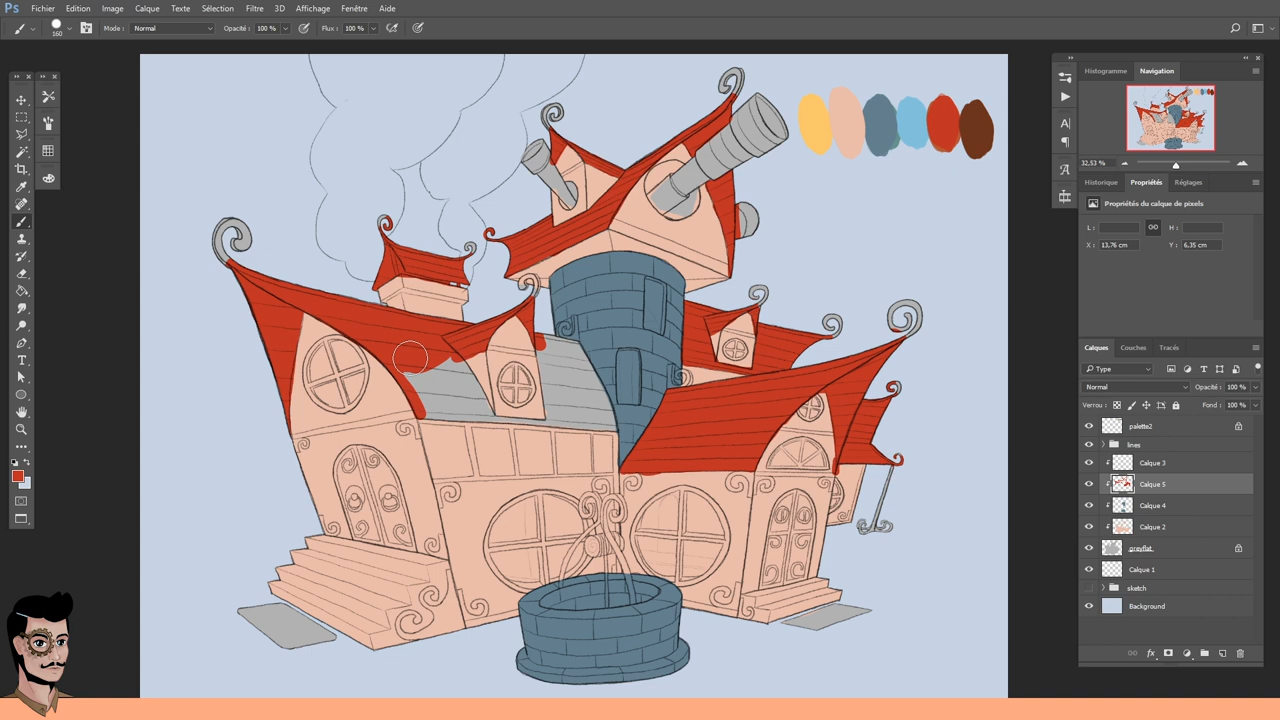 Ps Fichier Edition Image Calque Texte Sélection Filtre 3D Affichage Fenêtre Aide
160 Mode : Normal Opacité : 100 % Flux : 100 %
Histogramme Navigation
32,53 %
Historique Propriétés Réglages
Propriétés du calque de pixels
L : H :
X : 13,76 cm Y : 6,35 cm
Calques Couches Tracés
Type
Normal Opacité : 100 %
Verrou : Fond : 100 %
palette2
lines
Calque 3
Calque 5
Calque 4
Calque 2
greyflat
Calque 1
sketch
Background